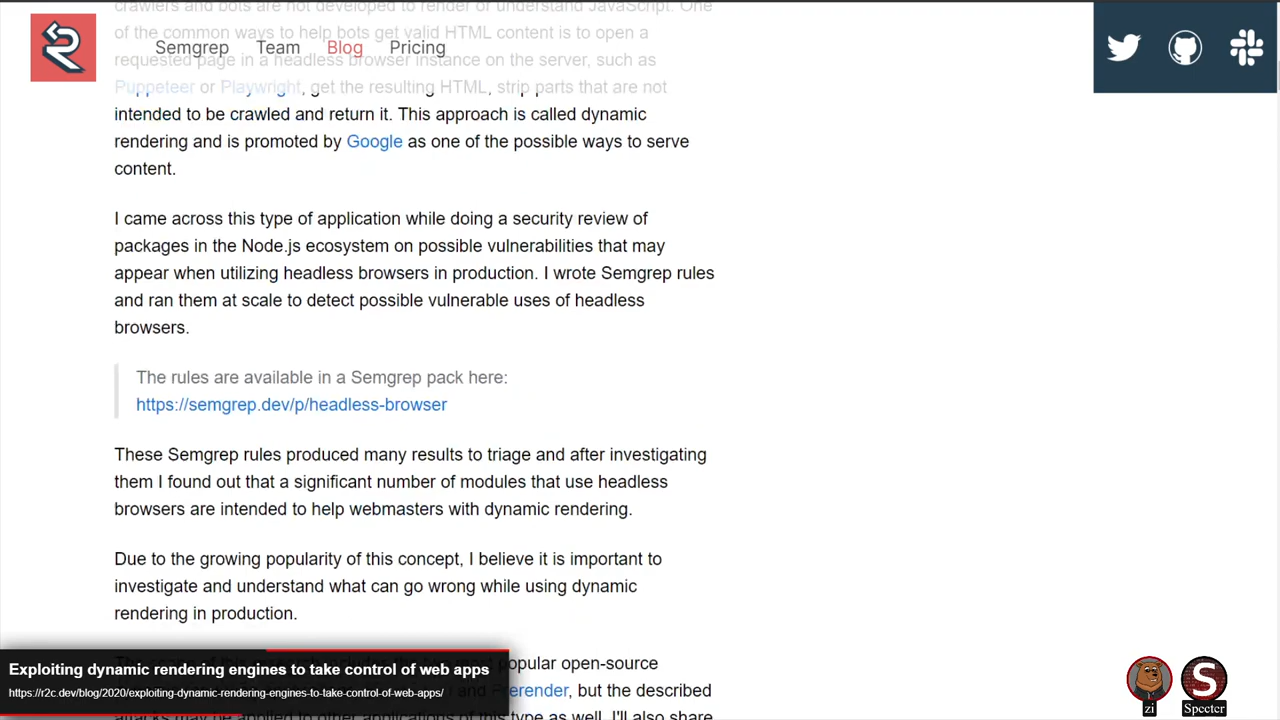 crawlers and bots are not developed to render or understand JavaScript. One
of the common ways to help bots get valid HTML content is to open a
Semgrep Team Blog Pricing
requested page in a headless browser instance on the server, such as
Puppeteer or Playwright, get the resulting HTML, strip parts that are not
intended to be crawled and return it. This approach is called dynamic
rendering and is promoted by Google as one of the possible ways to serve
content.
I came across this type of application while doing a security review of
packages in the Node.js ecosystem on possible vulnerabilities that may
appear when utilizing headless browsers in production. I wrote Semgrep rules
and ran them at scale to detect possible vulnerable uses of headless
browsers.
The rules are available in a Semgrep pack here:
https://semgrep.dev/p/headless-browser
These Semgrep rules produced many results to triage and after investigating
them I found out that a significant number of modules that use headless
browsers are intended to help webmasters with dynamic rendering.
Due to the growing popularity of this concept, I believe it is important to
investigate and understand what can go wrong while using dynamic
rendering in production.
popular open-source
Exploiting dynamic rendering engines to take control of web apps
https://r2c.dev/blog/2020/exploiting-dynamic-rendering-engines-to-take-control-of-web-apps/
, but the described
type as well. I'll also share
S
zi
Specter